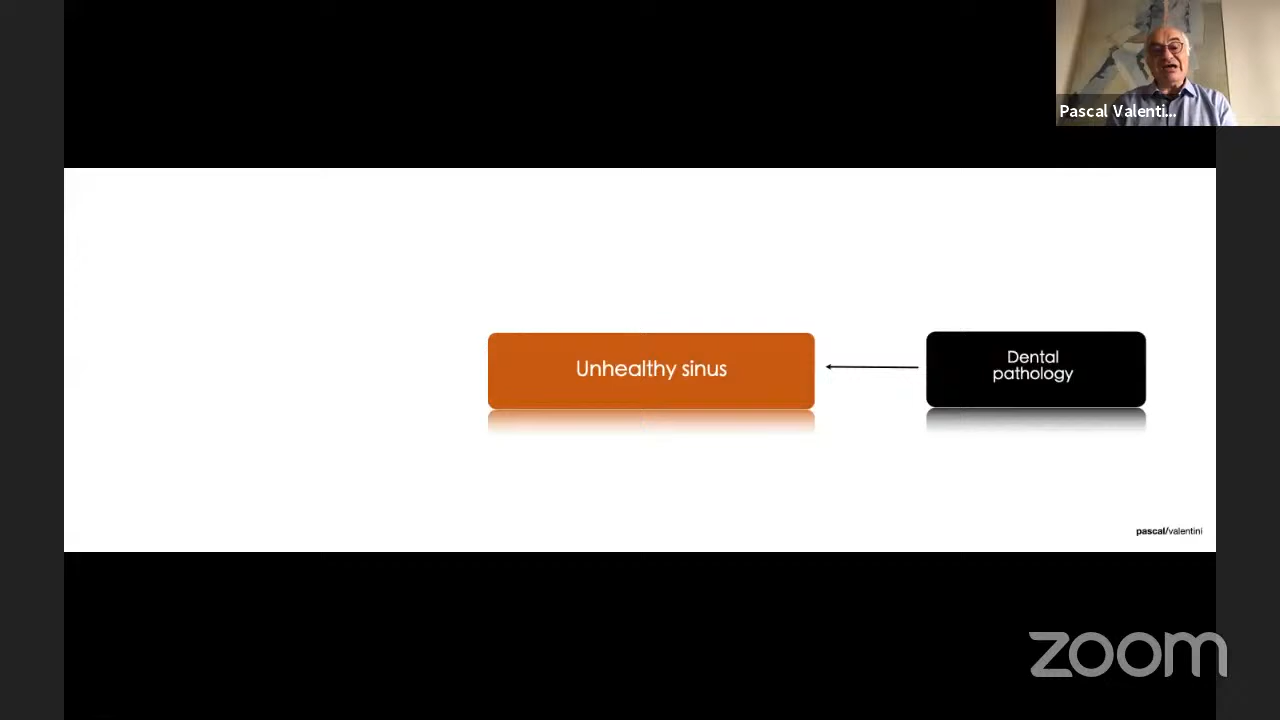 Pascal Valenti...
Unhealthy sinus
Dental
pathology
pascal/valentini
zoom